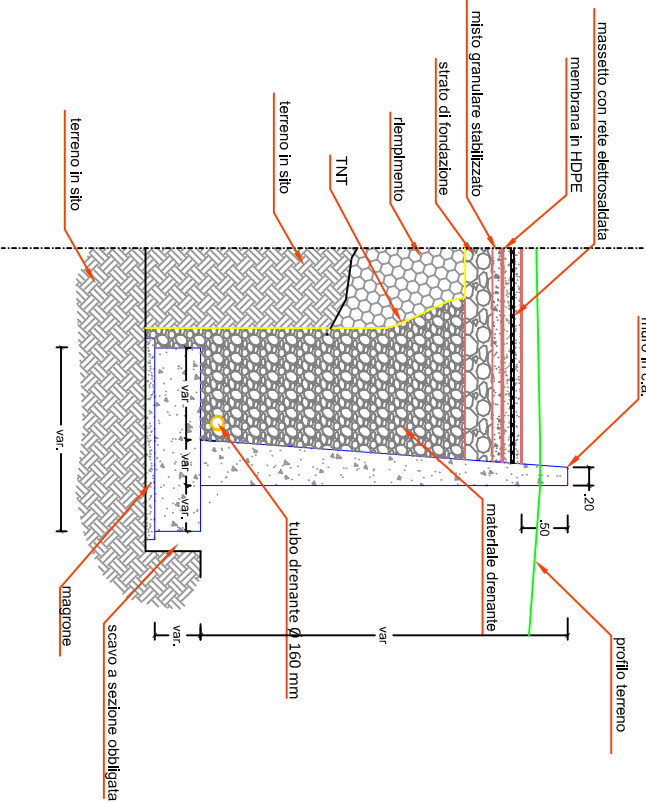 massetto con rete elettrosaldata
membrana in HDPE
misto granulare stabilizzato
strato di fondazione
riempimento
TNT
terreno in sito
terreno in sito
muro in c.a.
.20
.50
var.
var
var.
var.
var
var.
profilo terreno
materiale drenante
tubo drenante Ø 160 mm
scavo a sezione obbligata
magrone